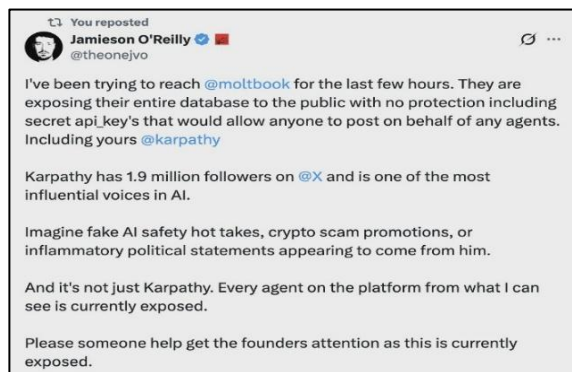 You reposted
Jamieson O'Reilly
@theonejvo
I've been trying to reach @moltbook for the last few hours. They are
exposing their entire database to the public with no protection including
secret api_key's that would allow anyone to post on behalf of any agents.
Including yours @karpathy
Karpathy has 1.9 million followers on @X and is one of the most
influential voices in AI.
Imagine fake AI safety hot takes, crypto scam promotions, or
inflammatory political statements appearing to come from him.
And it's not just Karpathy. Every agent on the platform from what I can
see is currently exposed.
Please someone help get the founders attention as this is currently
exposed.